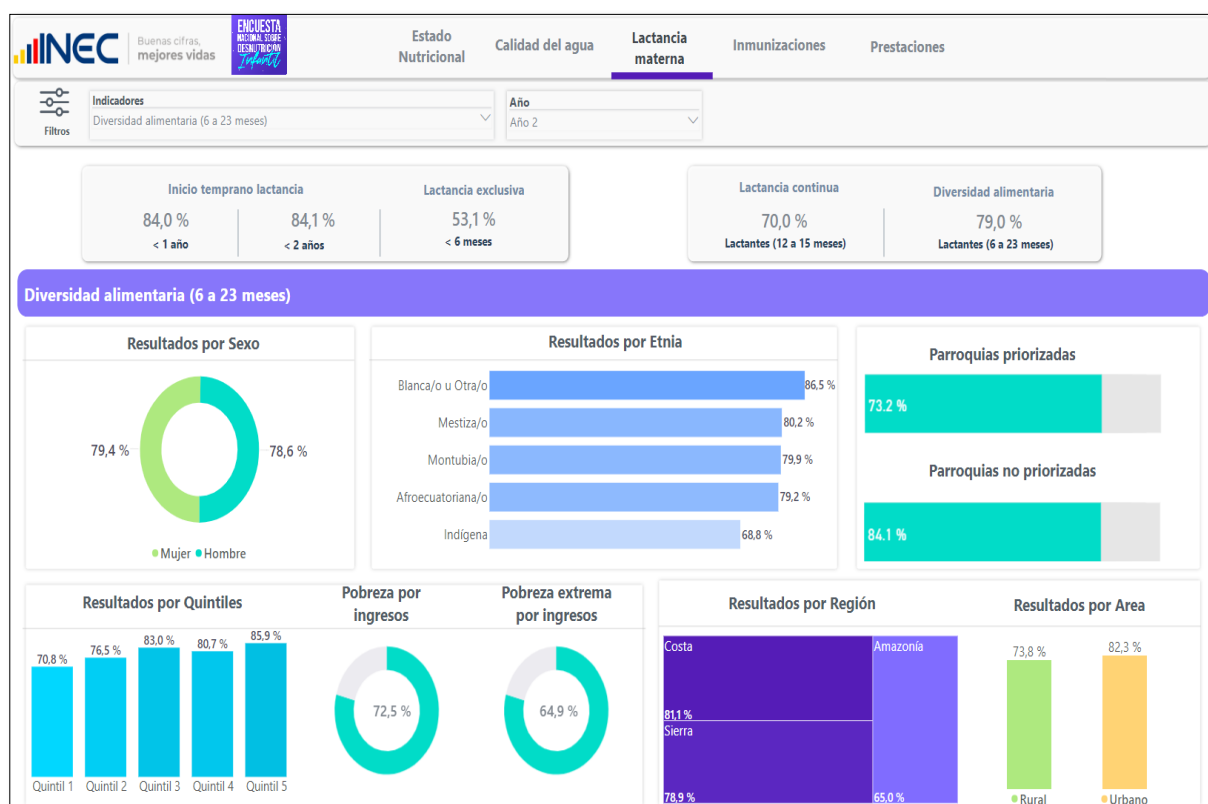 INEC
Buenas cifras,
mejores vidas
ENCUESTA
NACIONAL SOBRE
DESNUTRICIÓN
Infantil
Estado
Nutricional
Calidad del agua
Lactancia
materna
Inmunizaciones
Prestaciones
Filtros
Indicadores
Diversidad alimentaria (6 a 23 meses)
Año
Año 2
Inicio temprano lactancia
84,0 %
< 1 año
84,1 %
< 2 años
Lactancia exclusiva
53,1 %
< 6 meses
Lactancia continua
70,0 %
Lactantes (12 a 15 meses)
Diversidad alimentaria
79,0 %
Lactantes (6 a 23 meses)
Diversidad alimentaria (6 a 23 meses)
Resultados por Sexo
79,4 %
78,6 %
Mujer Hombre
Resultados por Etnia
Blanca/o u Otra/o 86,5 %
Mestiza/o 80,2 %
Montubia/o 79,9 %
Afroecuatoriana/o 79,2 %
Indígena 68,8 %
Parroquias priorizadas
73.2 %
Parroquias no priorizadas
84.1 %
Resultados por Quintiles
70,8 % 76,5 % 83,0 % 80,7 % 85,9 %
Quintil 1 Quintil 2 Quintil 3 Quintil 4 Quintil 5
Pobreza por
ingresos
72,5 %
Pobreza extrema
por ingresos
64,9 %
Resultados por Región
Costa
81,1 %
Sierra
78,9 %
Amazonía
65,0 %
Resultados por Area
73,8 %
82,3 %
Rural Urbano